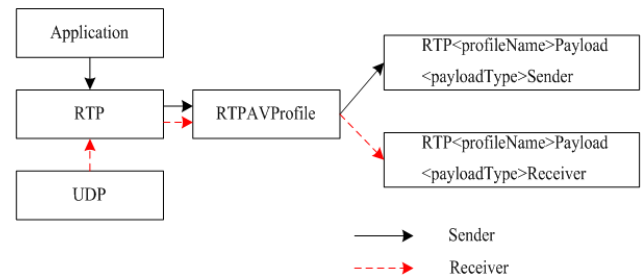 Application
RTP<profileName>Payload
<payloadType>Sender
RTP
RTPAVProfile
RTP<profileName>Payload
<payloadType>Receiver
UDP
Sender
Receiver